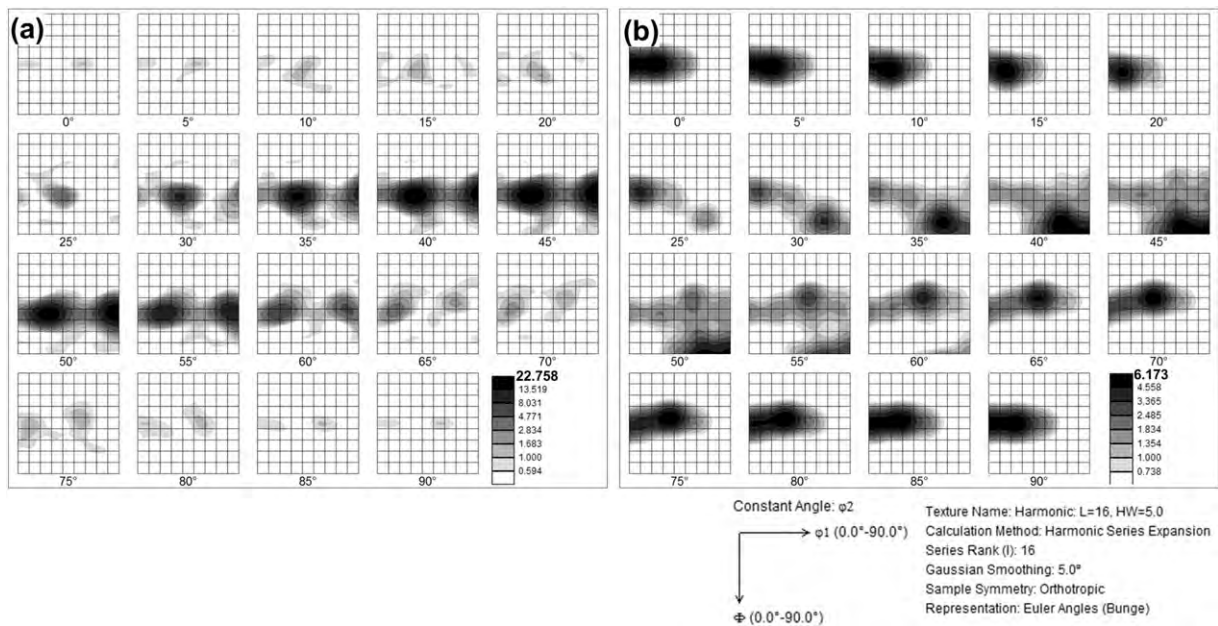 (a)
0° 5° 10° 15° 20°
25° 30° 35° 40° 45°
50° 55° 60° 65° 70°
22.758
13.519
8.031
4.771
2.834
1.683
1.000
0.594
75° 80° 85° 90°
(b)
0° 5° 10° 15° 20°
25° 30° 35° 40° 45°
50° 55° 60° 65° 70°
6.173
4.558
3.365
2.485
1.834
1.354
1.000
0.738
75° 80° 85° 90°
Constant Angle: φ2
φ1 (0.0°-90.0°)
Φ (0.0°-90.0°)
Texture Name: Harmonic: L=16, HW=5.0
Calculation Method: Harmonic Series Expansion
Series Rank (l): 16
Gaussian Smoothing: 5.0°
Sample Symmetry: Orthotropic
Representation: Euler Angles (Bunge)